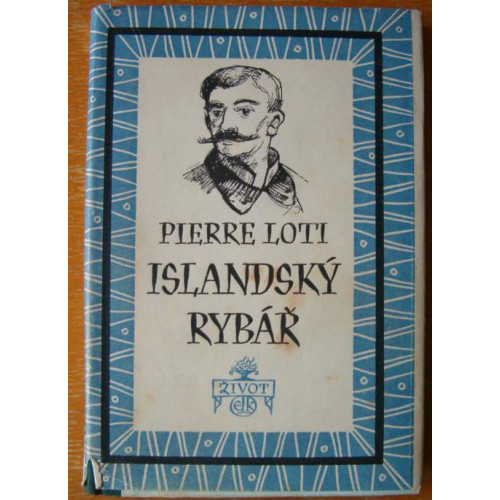 PIERRE LOTI
ISLANDSKÝ
RYBÁŘ
ŽIVOT